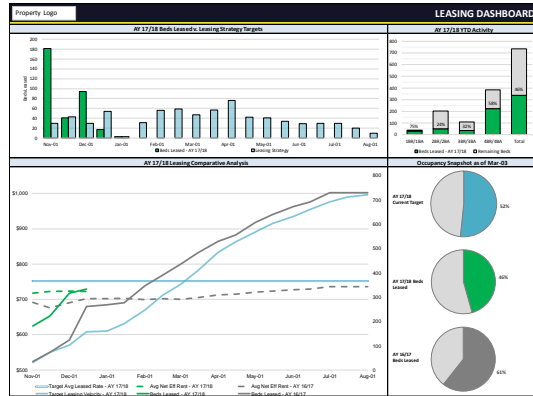 Property Logo
LEASING DASHBOARD
AY 17/18 Beds Leased v. Leasing Strategy Targets
AY 17/18 YTD Activity
Beds Leased
200
180
160
140
120
100
80
60
40
20
0
Nov-01 Dec-01 Jan-01 Feb-01 Mar-01 Apr-01 May-01 Jun-01 Jul-01 Aug-01
Beds Leased - AY 17/18 Leasing Strategy
800
700
600
500
400
300
200
100
0
75% 24% 32% 58% 46%
1BR/1BA 2BR/2BA 3BR/3BA 4BR/4BA Total
Beds Leased - AY 17/18 Remaining Beds
AY 17/18 Leasing Comparative Analysis
Occupancy Snapshot as of Mar-03
$1,000
$900
$800
$700
$600
$500
800
700
600
500
400
300
200
100
0
Nov-01 Dec-01 Jan-01 Feb-01 Mar-01 Apr-01 May-01 Jun-01 Jul-01 Aug-01
Target Avg Leased Rate - AY 17/18 Avg Net Eff Rent - AY 17/18 Avg Net Eff Rent - AY 16/17
Target Leasing Velocity - AY 17/18 Beds Leased - AY 17/18 Beds Leased - AY 16/17
AY 17/18
Current Target
52%
AY 17/18 Beds
Leased
46%
AY 16/17
Beds Leased
61%